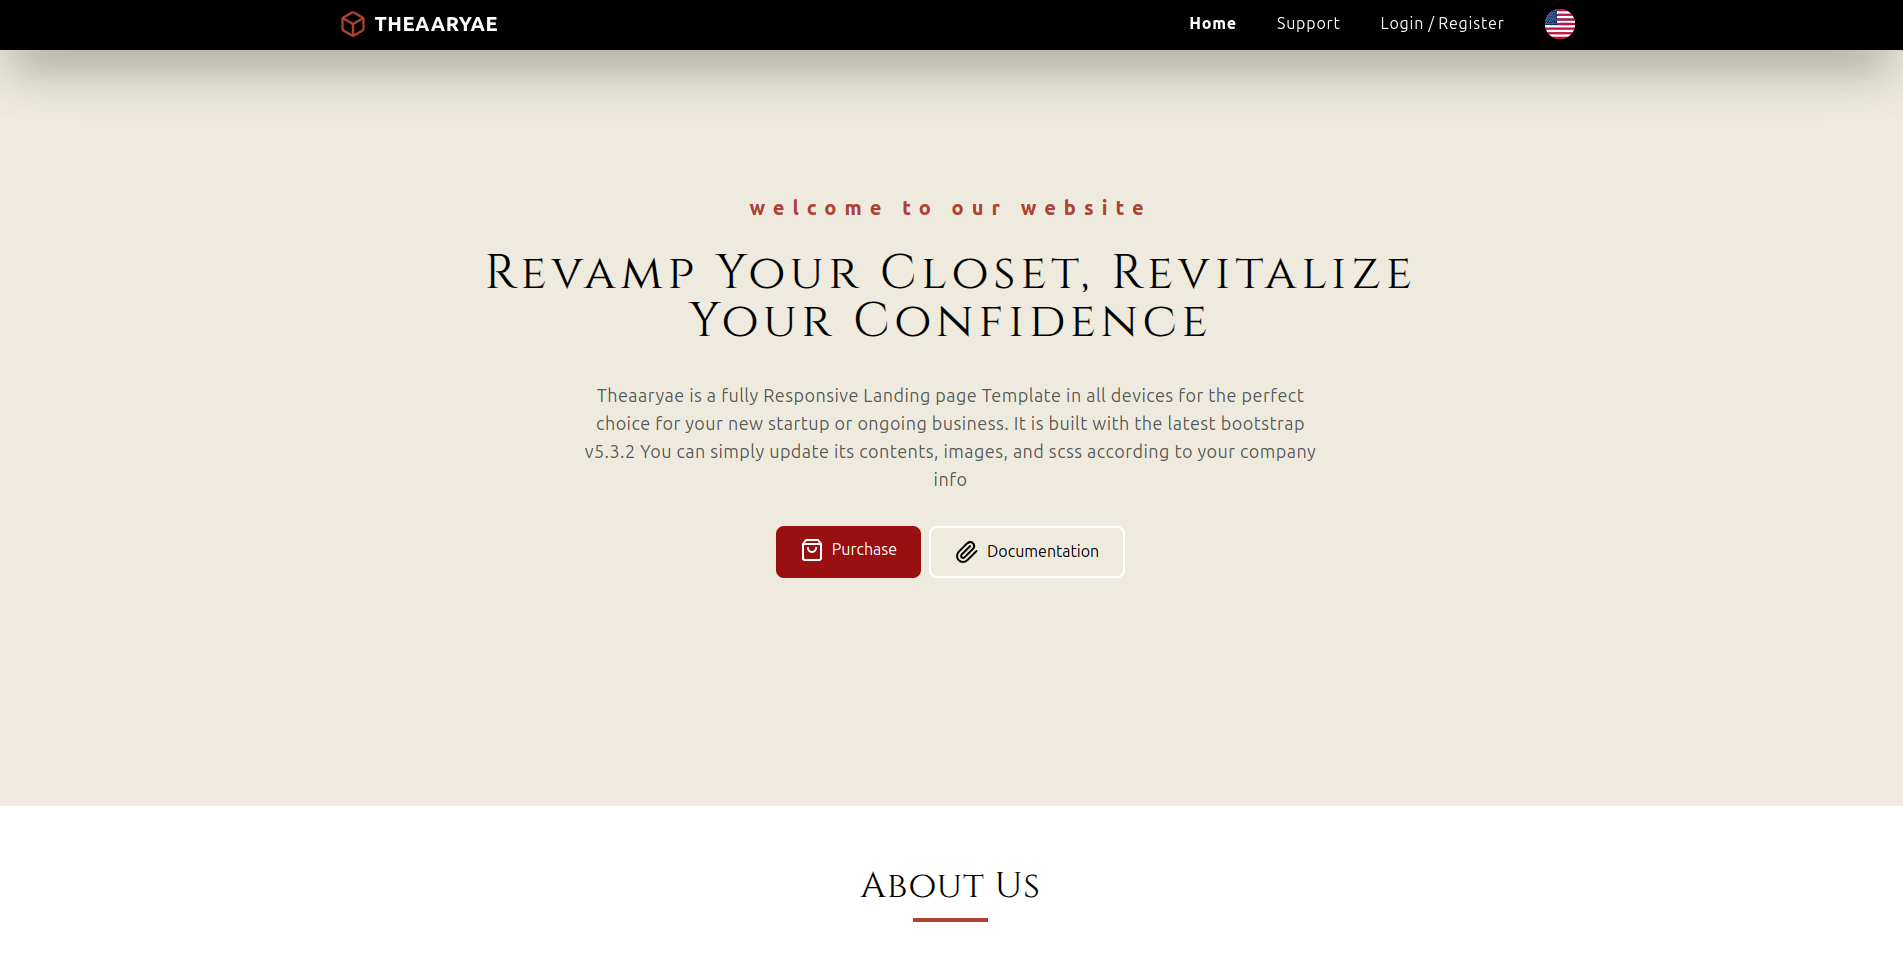 THEAARYAE
Home Support Login / Register
welcome to our website
Revamp Your Closet, Revitalize
Your Confidence
Theaaryae is a fully Responsive Landing page Template in all devices for the perfect
choice for your new startup or ongoing business. It is built with the latest bootstrap
v5.3.2 You can simply update its contents, images, and scss according to your company
info
Purchase
Documentation
About Us